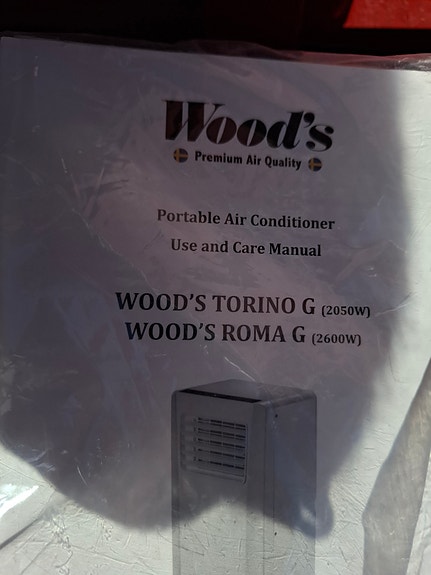 Wood's
Premium Air Quality
Portable Air Conditioner
Use and Care Manual
WOOD'S TORINO G (2050W)
WOOD'S ROMA G (2600W)